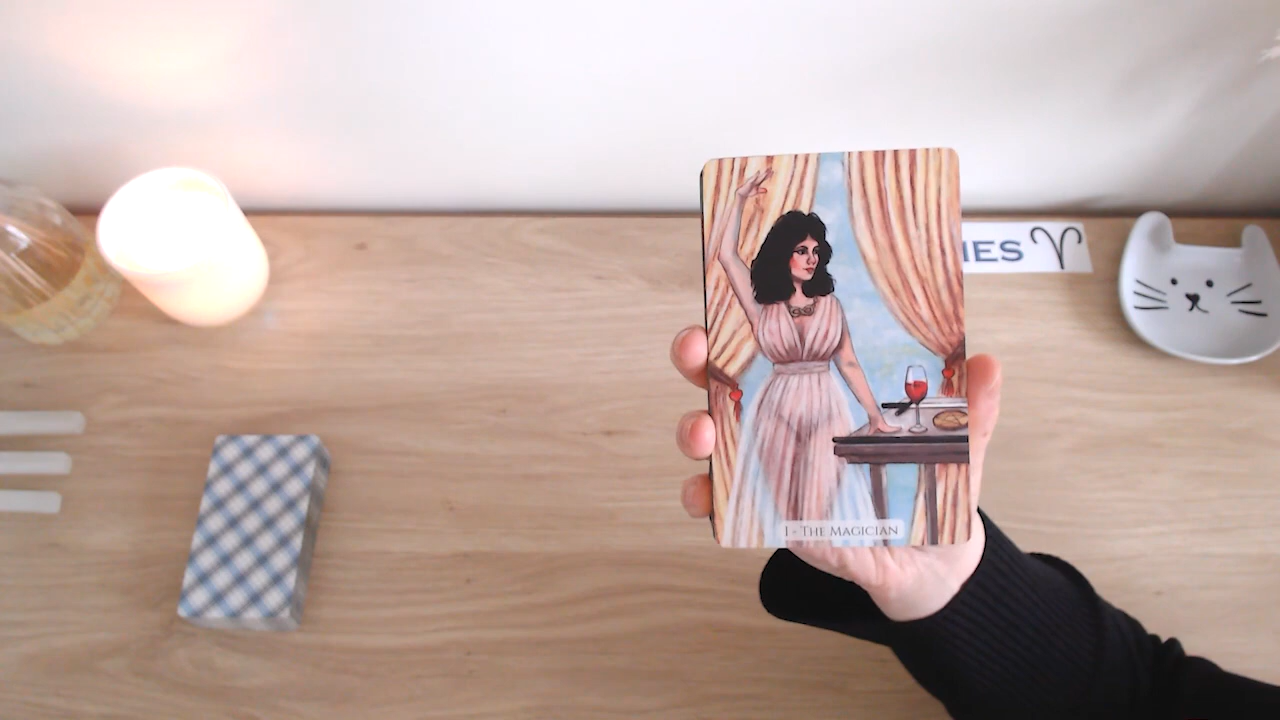 IES ♈
I - THE MAGICIAN